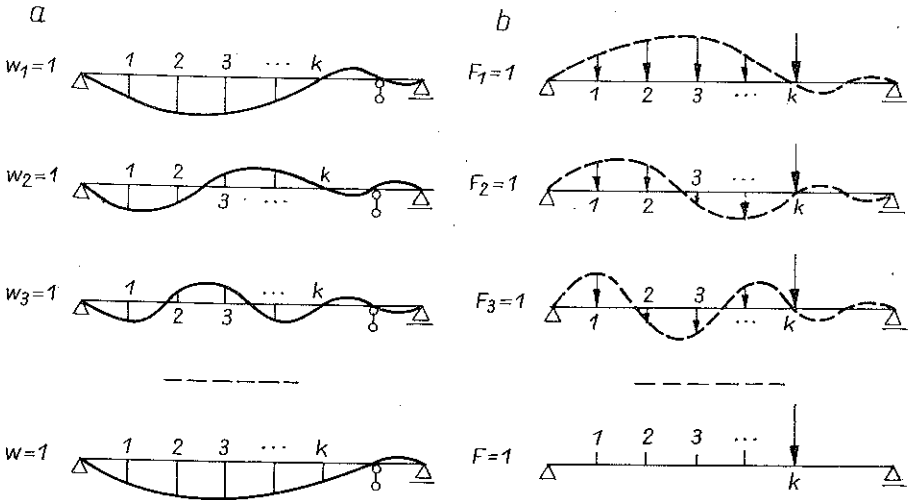 a
w₁=1
1 2 3 ··· k
w₂=1
1 2 k
3 ···
w₃=1
1 k
2 3 ···
w=1
1 2 3 ··· k
b
F₁=1
1 2 3 ··· k
F₂=1
3 ···
1 2 k
F₃=1
2 3
1 ··· k
F=1
1 2 3 ···
k